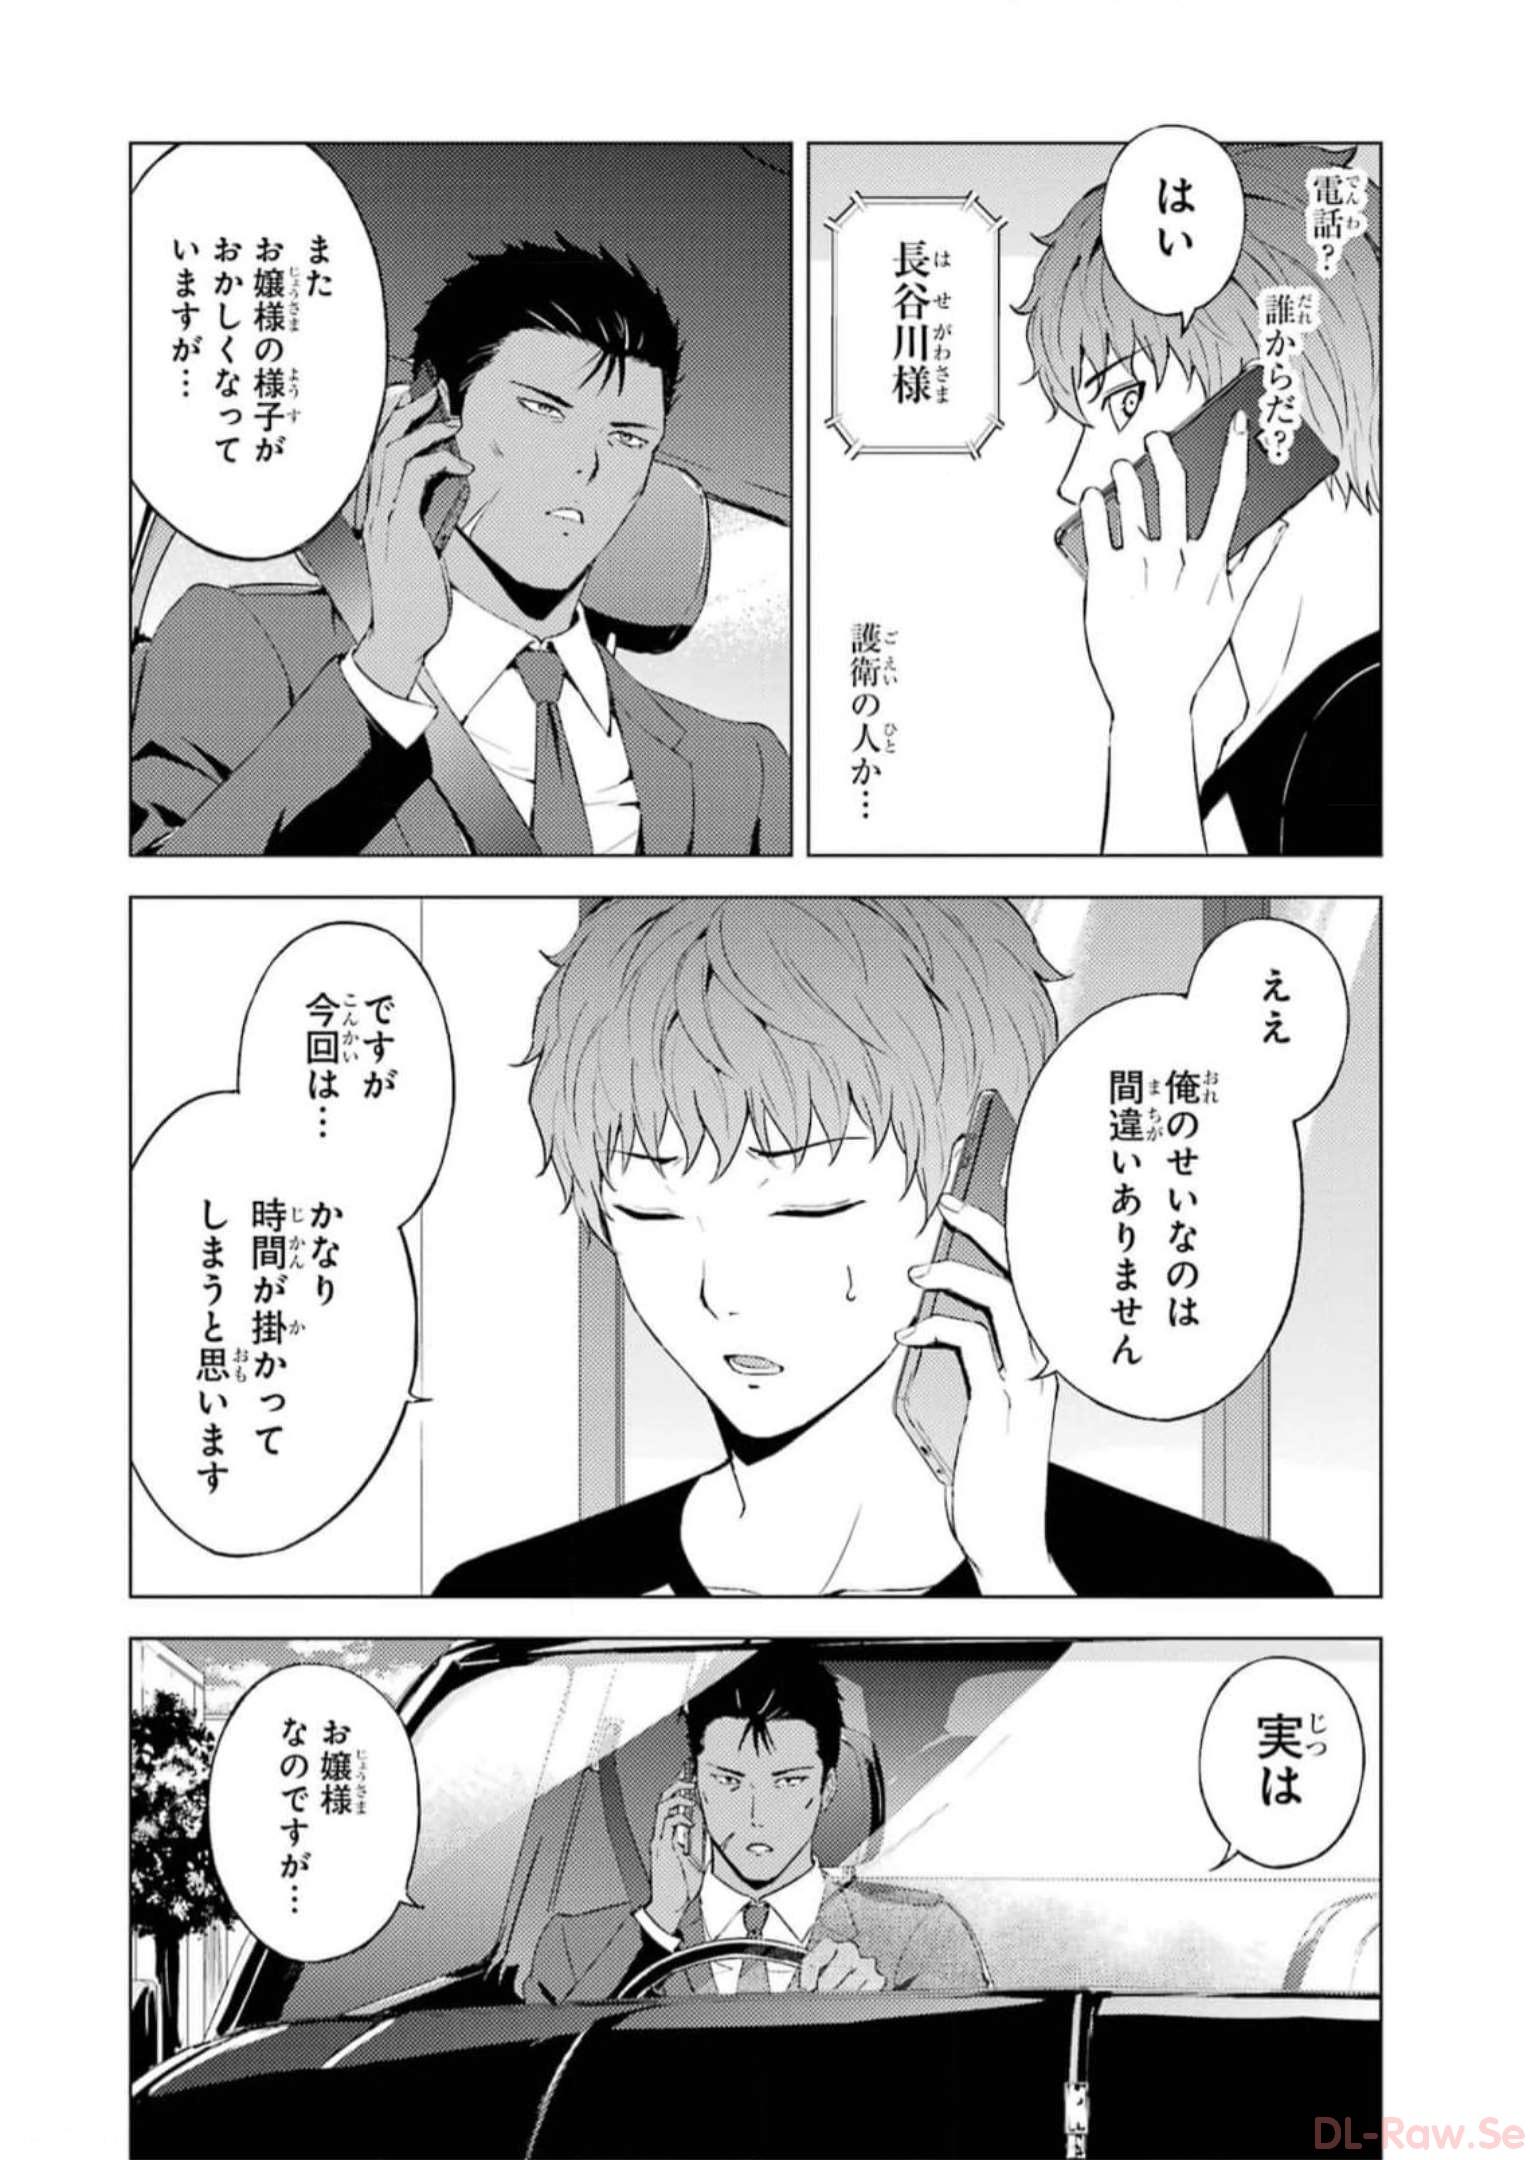 電話？
誰からだ？
はい
長谷川様
護衛の人か…
また
お嬢様の様子が
おかしくなって
いますが…
ええ
俺のせいなのは
間違いありません
ですが
今回は…
かなり
時間が掛かって
しまうと思います
実は
お嬢様
なのですが…
DL-Raw.Se